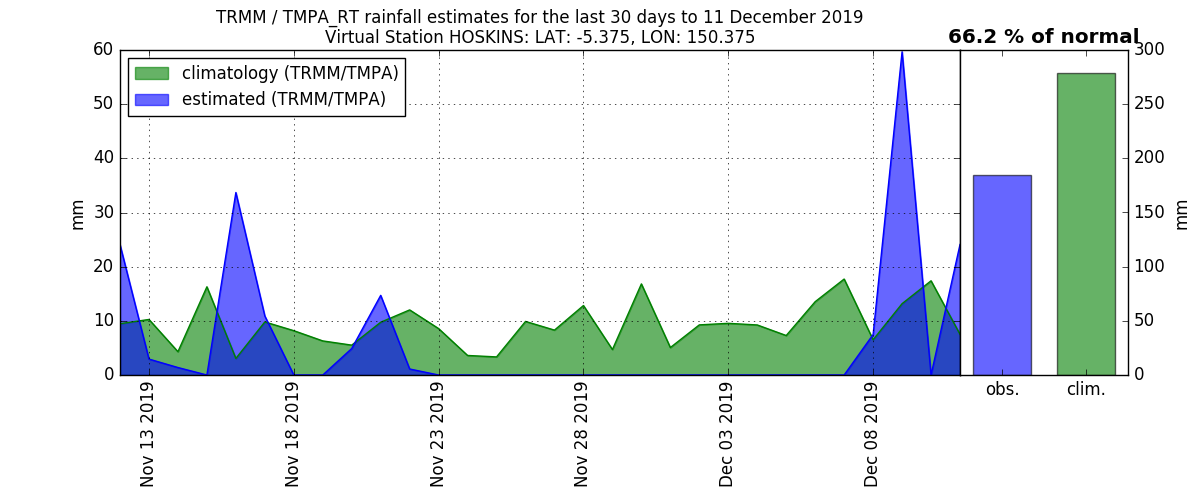 TRMM / TMPA_RT rainfall estimates for the last 30 days to 11 December 2019
Virtual Station HOSKINS: LAT: -5.375, LON: 150.375
66.2 % of normal
climatology (TRMM/TMPA)
estimated (TRMM/TMPA)
mm
60
50
40
30
20
10
0
Nov 13 2019
Nov 18 2019
Nov 23 2019
Nov 28 2019
Dec 03 2019
Dec 08 2019
obs.
clim.
300
250
200
150
100
50
0
mm